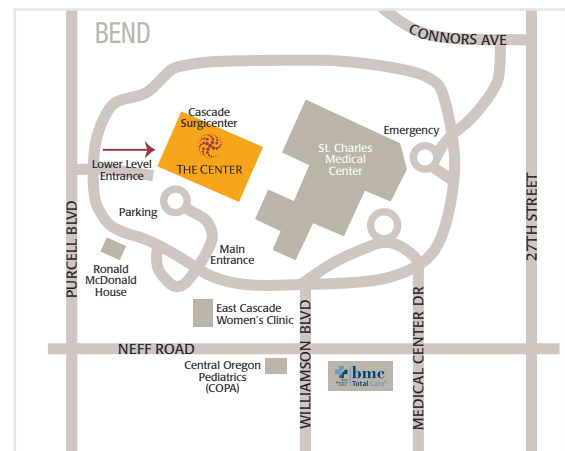 BEND
CONNORS AVE
Cascade
Surgicenter
THE CENTER
Emergency
St. Charles
Medical
Center
Lower Level
Entrance
Parking
Main
Entrance
PURCELL BLVD
27TH STREET
Ronald
McDonald
House
East Cascade
Women's Clinic
WILLIAMSON BLVD
MEDICAL CENTER DR
NEFF ROAD
Central Oregon
Pediatrics
(COPA)
bmc
Total Care